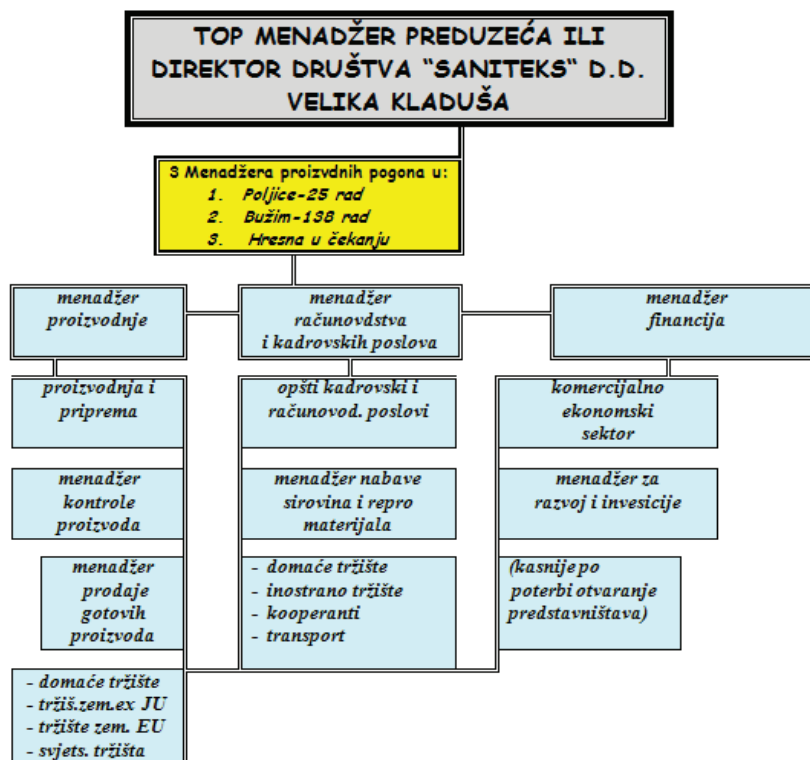 TOP MENADŽER PREDUZEĆA ILI
DIREKTOR DRUŠTVA “SANITEKS“ D.D.
VELIKA KLADUŠA
3 Menadžera proizvdnih pogona u:
1. Poljice-25 rad
2. Bužim-138 rad
3. Hresna u čekanju
menadžer
proizvodnje
menadžer
računovdstva
i kadrovskih poslova
menadžer
financija
proizvodnja i
priprema
opšti kadrovski i
računovod. poslovi
komercijalno
ekonomski
sektor
menadžer
kontrole
proizvoda
menadžer nabave
sirovina i repro
materijala
menadžer za
razvoj i invesicije
menadžer
prodaje
gotovih
proizvoda
- domaće tržište
- inostrano tržište
- kooperanti
- transport
(kasnije po
poterbi otvaranje
predstavništava)
- domaće tržište
- tržiš.zem.ex JU
- tržište zem. EU
- svjets. tržišta